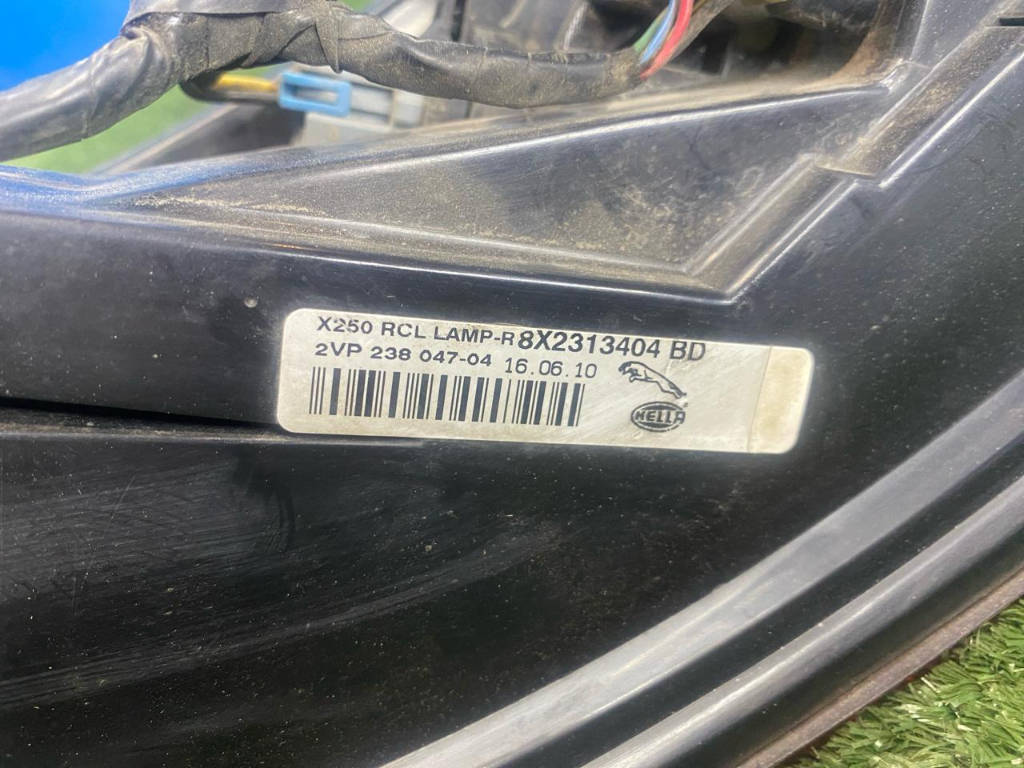 X250 RCL LAMP-R 8X2313404 BD
2VP 238 047-04 16.06.10
HELLA